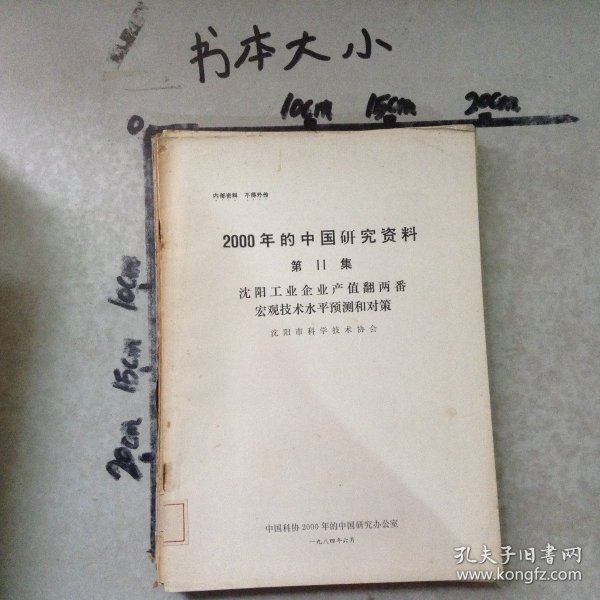 书本大小
0
10cm
15cm
20cm
10cm
15cm
20cm
内部资料 不得外传
2000年的中国研究资料
第 11 集
沈阳工业企业产值翻两番
宏观技术水平预测和对策
沈阳市科学技术协会
中国科协2000年的中国研究办公室
一九八四年六月
孔夫子旧书网
www.kongfz.com